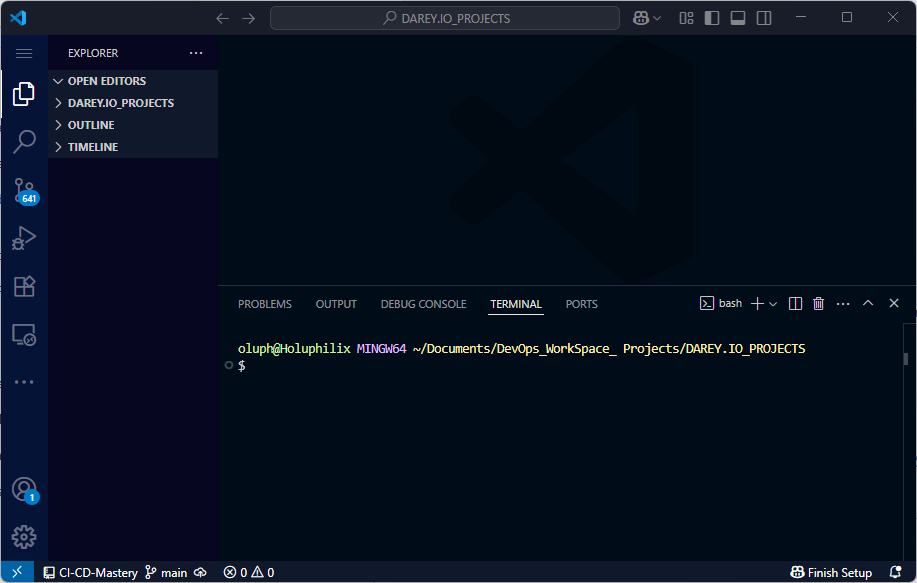 DAREY.IO_PROJECTS
EXPLORER
OPEN EDITORS
DAREY.IO_PROJECTS
OUTLINE
TIMELINE
641
1
PROBLEMS OUTPUT DEBUG CONSOLE TERMINAL PORTS bash
oluph@Holuphilix MINGW64 ~/Documents/DevOps_WorkSpace_ Projects/DAREY.IO_PROJECTS
$
CI-CD-Mastery main 0 0 Finish Setup